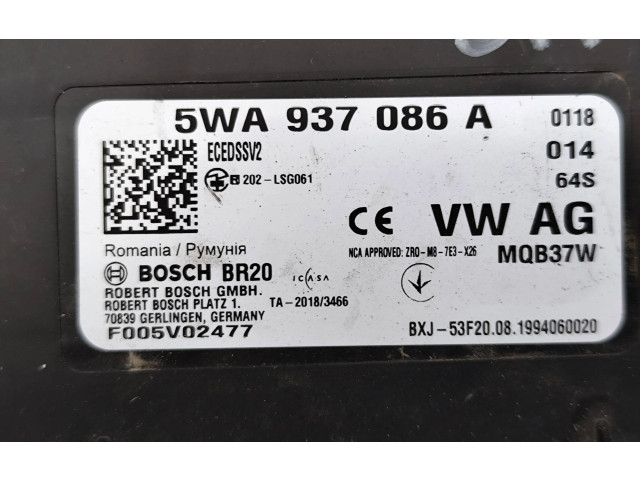 5WA 937 086 A 0118
ECEDSSV2 014
202-LSG061 64S
CE VW AG
Romania / Румунія NCA APPROVED: ZRO-M8-7E3-X26 MQB37W
BOSCH BR20 ICASA
ROBERT BOSCH GMBH. TA-2018/3466
ROBERT BOSCH PLATZ 1.
70839 GERLINGEN, GERMANY
F005V02477 BXJ-53F20.08.1994060020